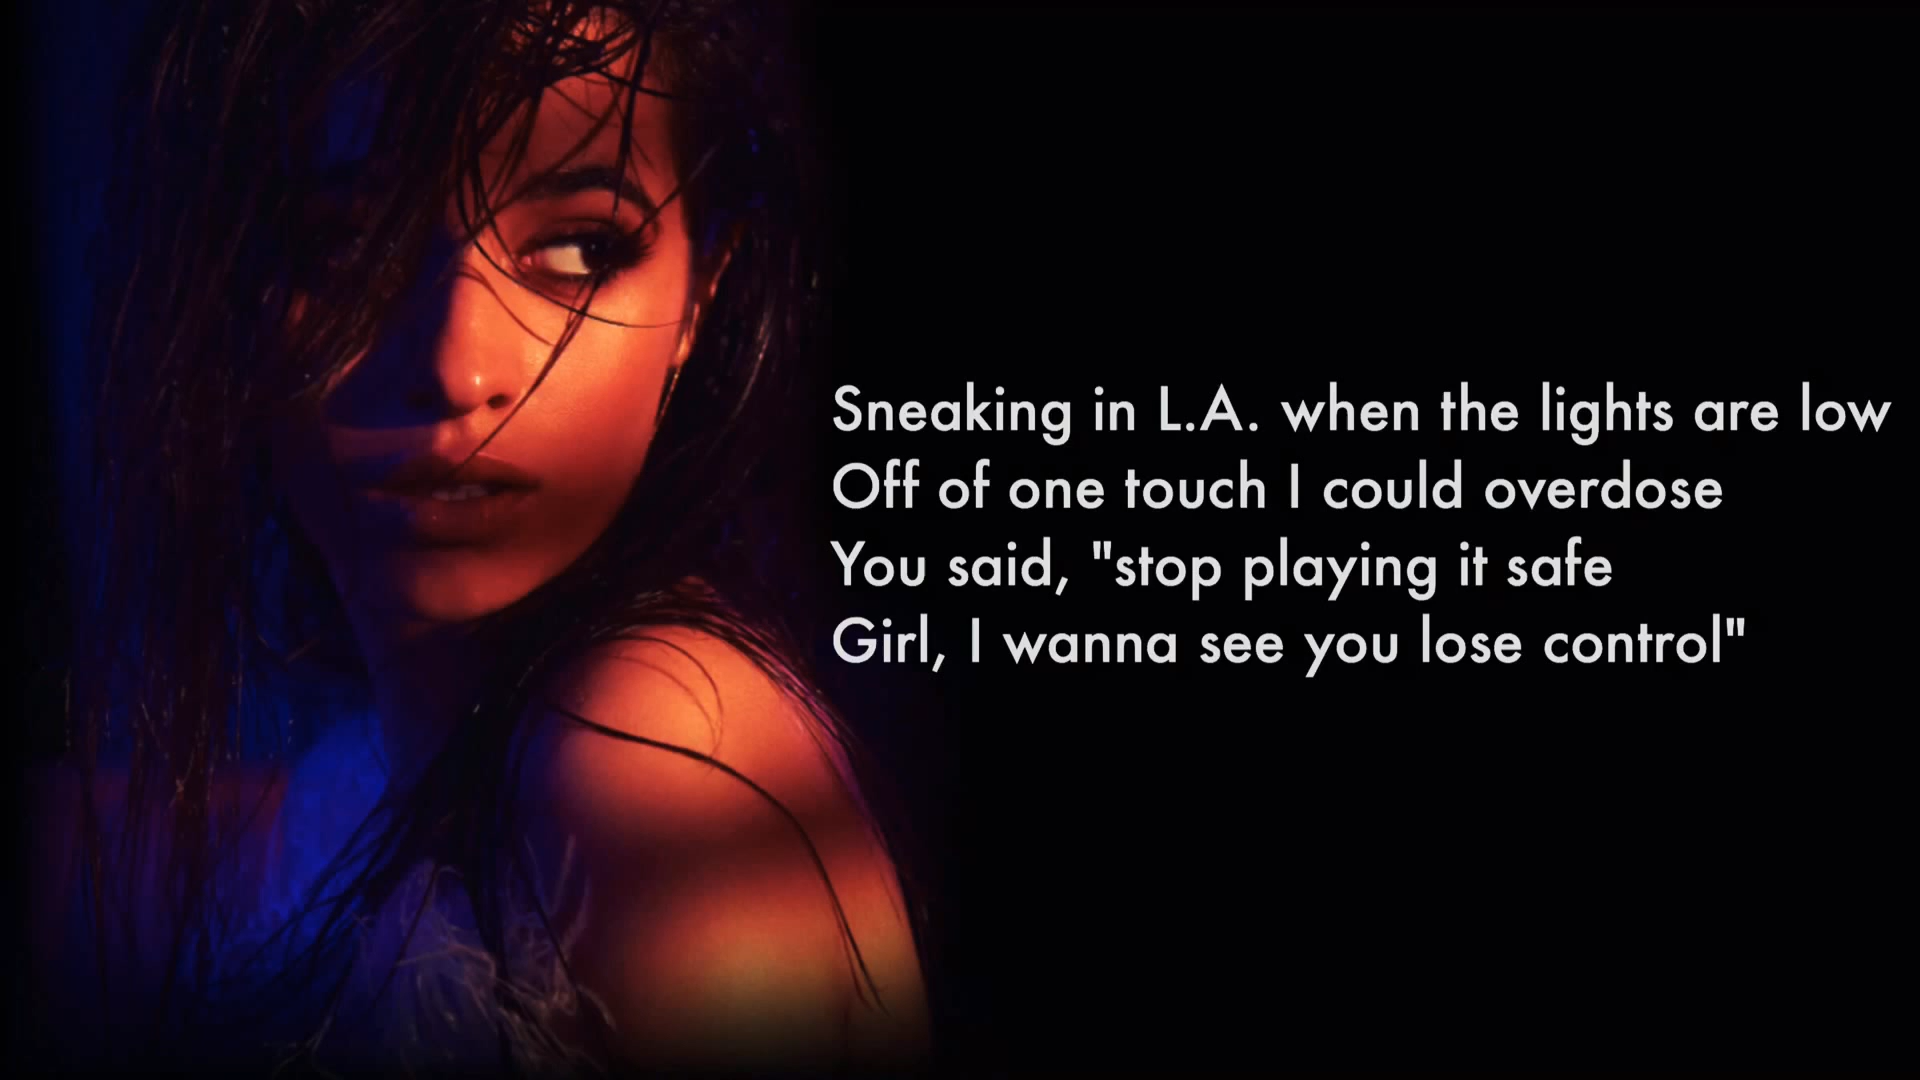 Sneaking in L.A. when the lights are low
Off of one touch I could overdose
You said, "stop playing it safe
Girl, I wanna see you lose control"